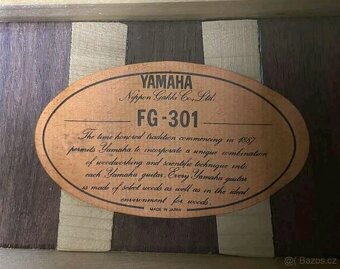 YAMAHA
Nippon Gakki Co., Ltd.
FG-301
The time honored tradition commencing in 1887
permits Yamaha to incorporate a unique combination
of woodworking and scientific technique into
each Yamaha guitar. Every Yamaha guitar
is made of select woods as well as in the ideal
environment for woods
MADE IN JAPAN
Bazos.cz